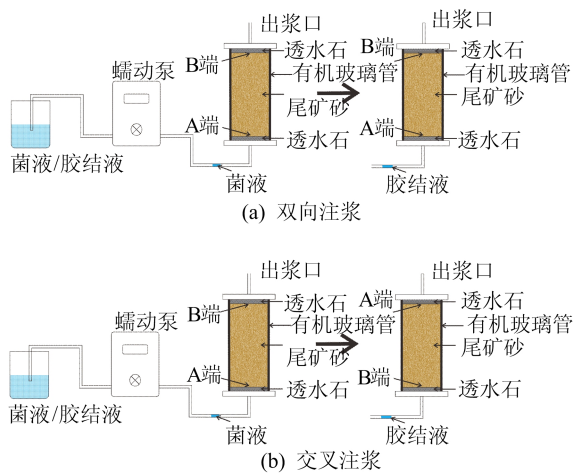 出浆口
出浆口
B端
透水石
B端
透水石
蠕动泵
有机玻璃管
有机玻璃管
尾矿砂
尾矿砂
A端
透水石
A端
透水石
菌液/胶结液
菌液
胶结液
(a) 双向注浆
出浆口
出浆口
透水石
A端
透水石
B端
蠕动泵
有机玻璃管
有机玻璃管
尾矿砂
尾矿砂
A端
透水石
B端
透水石
菌液/胶结液
菌液
胶结液
(b) 交叉注浆